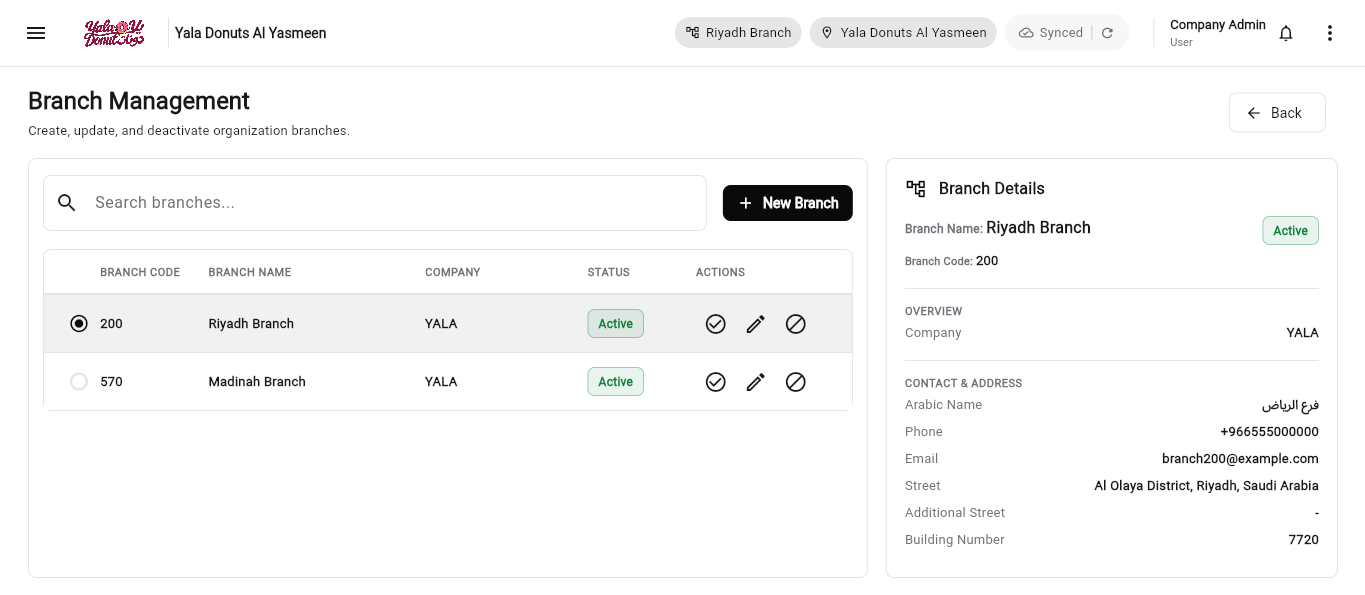 Yala U
Donuts دونات
Yala Donuts Al Yasmeen
Riyadh Branch
Yala Donuts Al Yasmeen
Synced
Company Admin
User
Branch Management
Create, update, and deactivate organization branches.
Back
Search branches...
New Branch
BRANCH CODE BRANCH NAME COMPANY STATUS ACTIONS
200 Riyadh Branch YALA Active
570 Madinah Branch YALA Active
Branch Details
Branch Name: Riyadh Branch
Active
Branch Code: 200
OVERVIEW
Company YALA
CONTACT & ADDRESS
Arabic Name فرع الرياض
Phone +966555000000
Email branch200@example.com
Street Al Olaya District, Riyadh, Saudi Arabia
Additional Street -
Building Number 7720